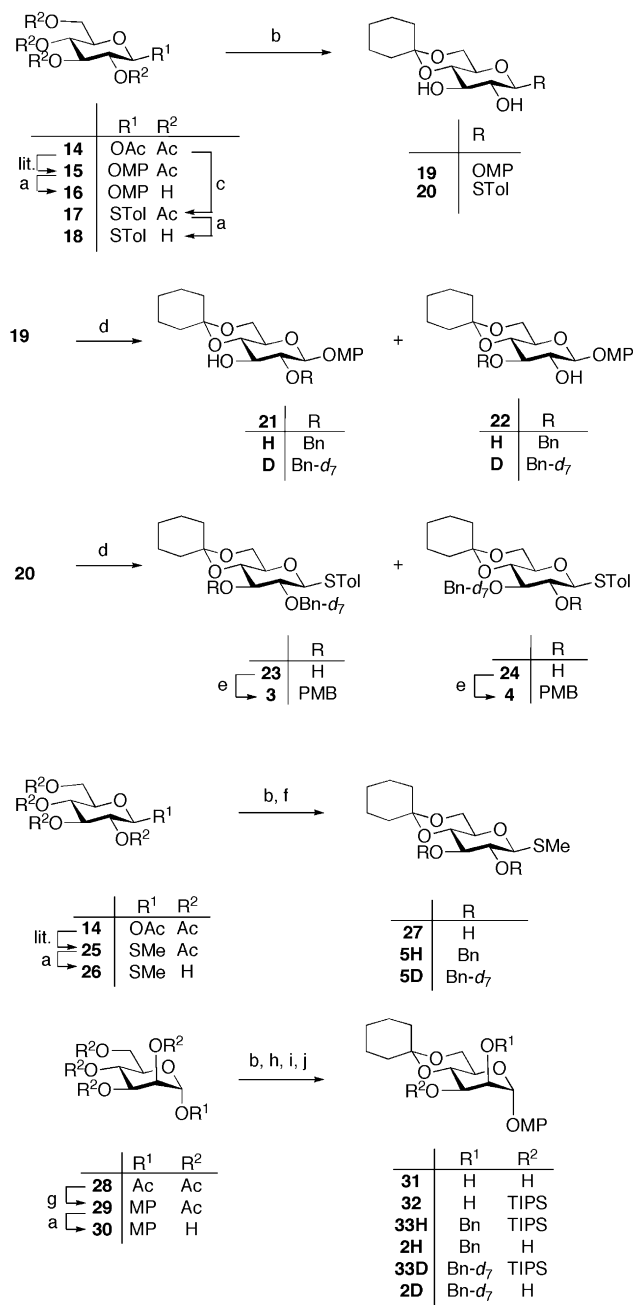 R²O
R²O
R²O
OR²
R¹
b
O
O
HO
O
OH
R
R¹ R²
14 OAc Ac
lit. 15 OMP Ac
a 16 OMP H
c
17 STol Ac
a
18 STol H
R
19 OMP
20 STol
19
d
O
O
HO
O
OMP
OR
+
O
O
RO
O
OMP
OH
21 R
H Bn
D Bn-d₇
22 R
H Bn
D Bn-d₇
20
d
O
O
RO
O
STol
OBn-d₇
+
O
O
Bn-d₇O
O
STol
OR
R
23 H
e 3 PMB
R
24 H
e 4 PMB
R²O
R²O
R²O
O
OR²
R¹
b, f
O
O
RO
O
OR
SMe
R¹ R²
14 OAc Ac
lit. 25 SMe Ac
a 26 SMe H
R
27 H
5H Bn
5D Bn-d₇
R²O
R²O
R²O
OR²
O
OR¹
b, h, i, j
O
O
R²O
OR¹
O
OMP
R¹ R²
28 Ac Ac
g 29 MP Ac
a 30 MP H
R¹ R²
31 H H
32 H TIPS
33H Bn TIPS
2H Bn H
33D Bn-d₇ TIPS
2D Bn-d₇ H